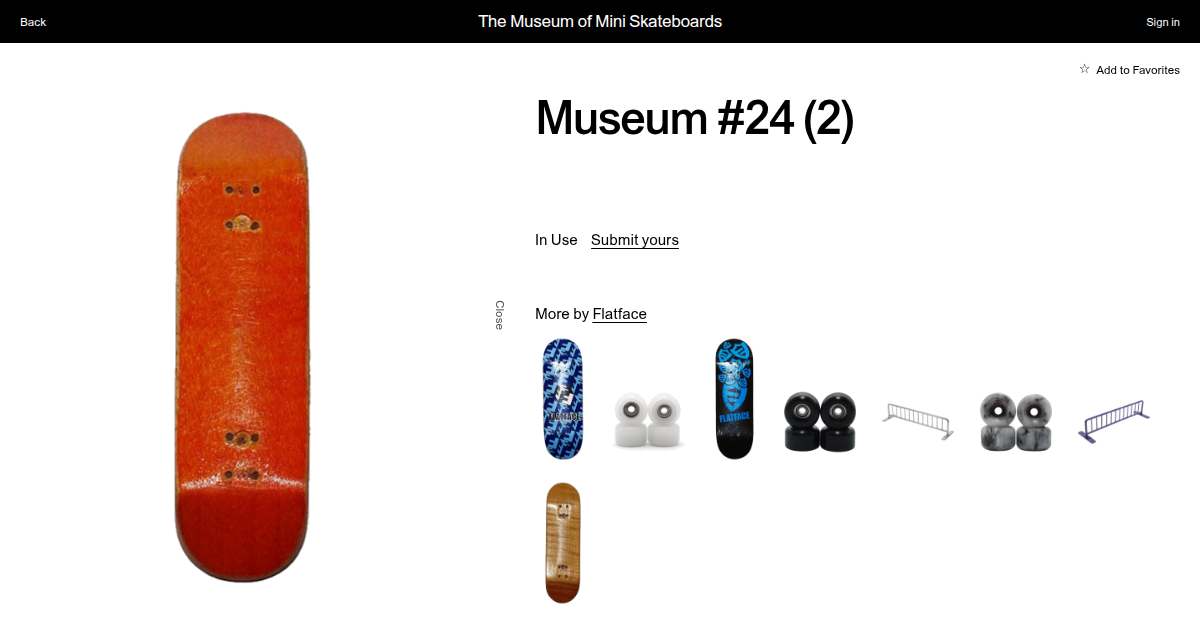 Back
The Museum of Mini Skateboards
Sign in
☆ Add to Favorites
Museum #24 (2)
In Use Submit yours
Close
More by Flatface
FLATFACE
FLATFACE